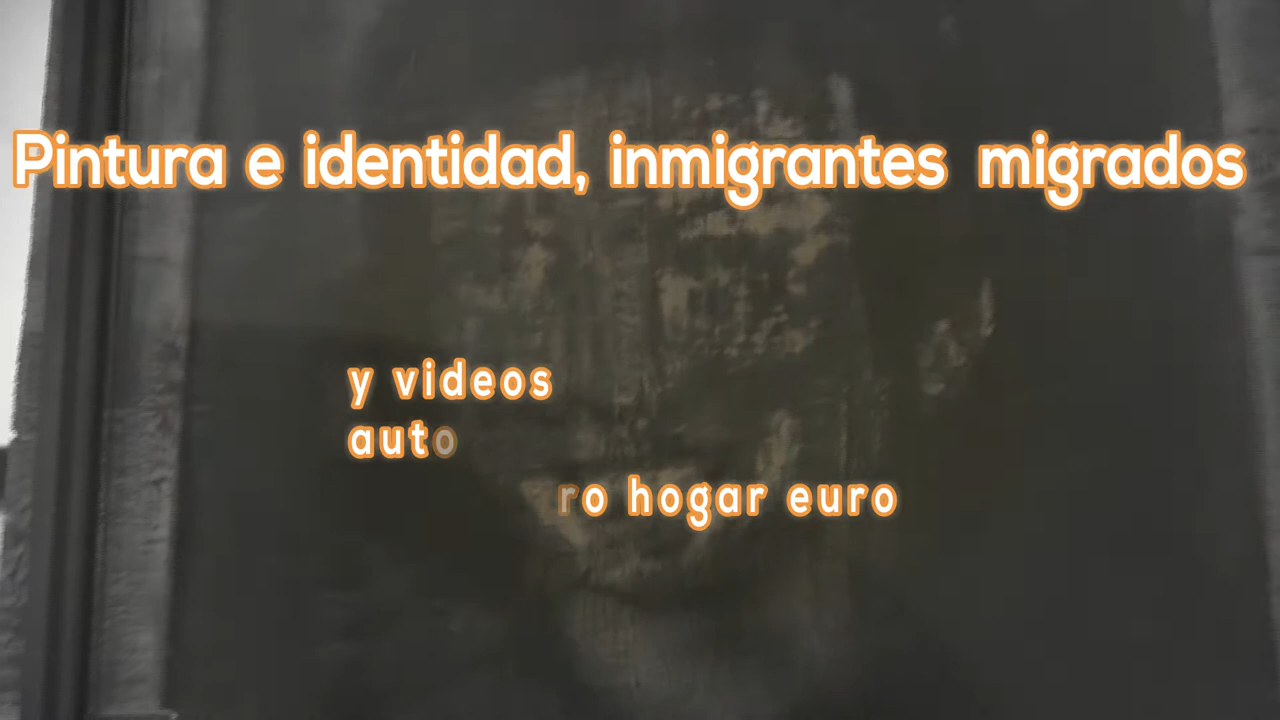 Pintura e identidad, inmigrantes migrados
y videos
auto
ro hogar euro